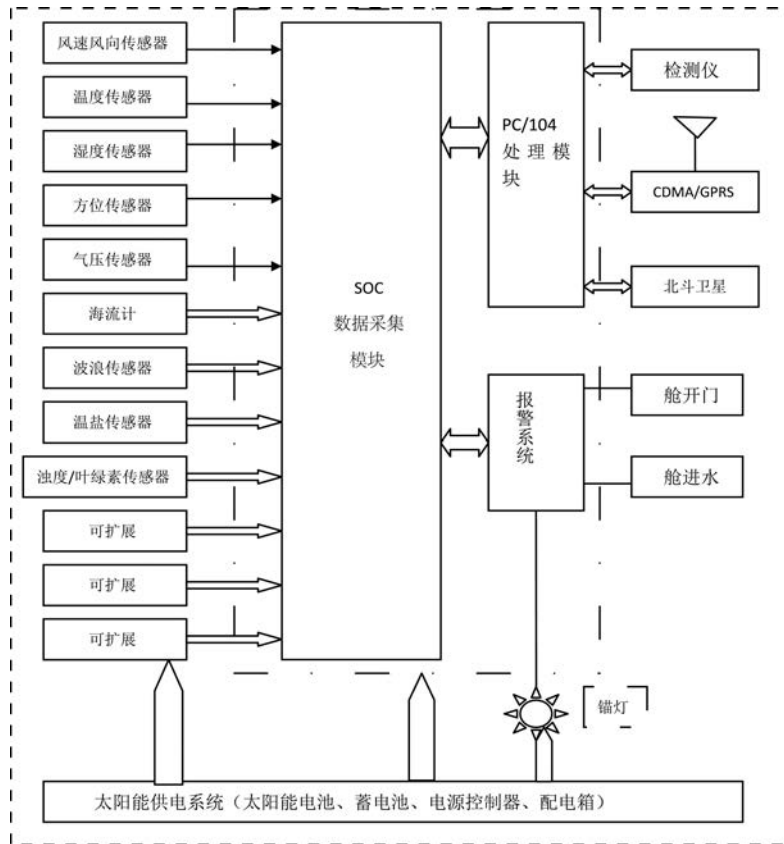 风速风向传感器
温度传感器
湿度传感器
方位传感器
气压传感器
海流计
波浪传感器
温盐传感器
浊度/叶绿素传感器
可扩展
可扩展
可扩展
SOC
数据采集
模块
PC/104
处理模
块
报
警
系
统
检测仪
CDMA/GPRS
北斗卫星
舱开门
舱进水
锚灯
太阳能供电系统（太阳能电池、蓄电池、电源控制器、配电箱）